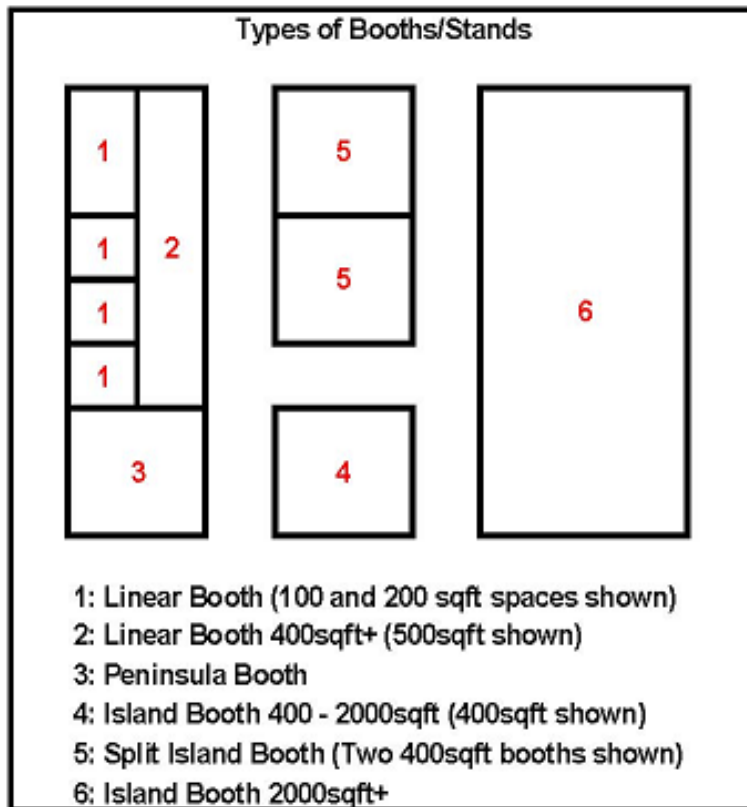 Types of Booths/Stands
1
5
1
2
5
1
6
1
3
4
1: Linear Booth (100 and 200 sqft spaces shown)
2: Linear Booth 400sqft+ (500sqft shown)
3: Peninsula Booth
4: Island Booth 400 - 2000sqft (400sqft shown)
5: Split Island Booth (Two 400sqft booths shown)
6: Island Booth 2000sqft+